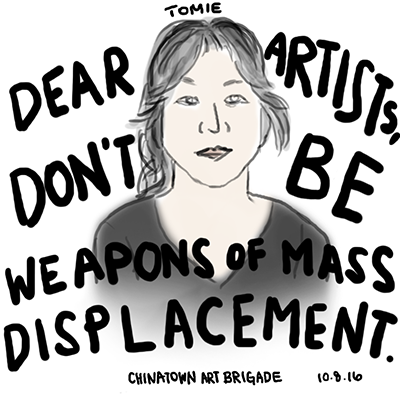 TOMIE
DEAR ARTISTS,
DON'T BE
WEAPONS OF MASS
DISPLACEMENT.
CHINATOWN ART BRIGADE 10.8.16